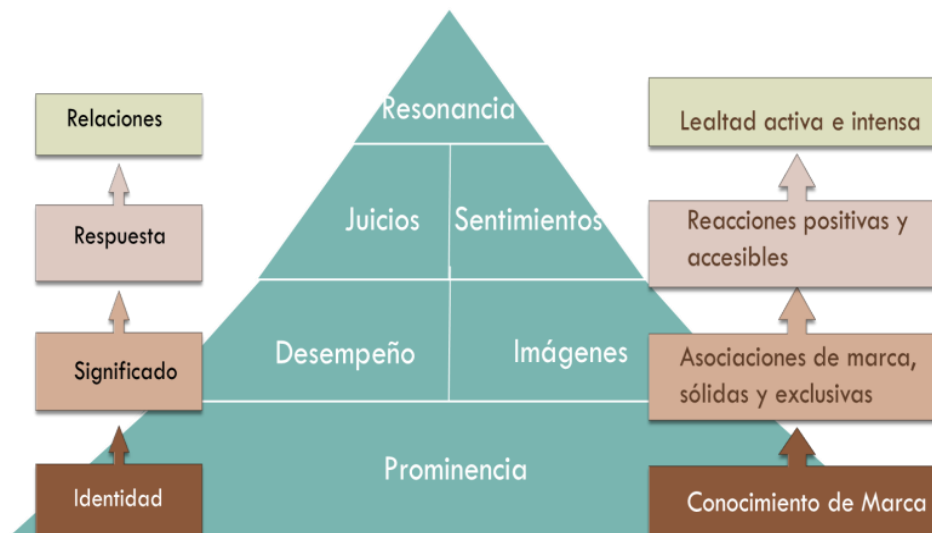 Resonancia
Relaciones
Lealtad activa e intensa
Juicios
Sentimientos
Respuesta
Reacciones positivas y
accesibles
Desempeño
Imágenes
Significado
Asociaciones de marca,
sólidas y exclusivas
Prominencia
Identidad
Conocimiento de Marca